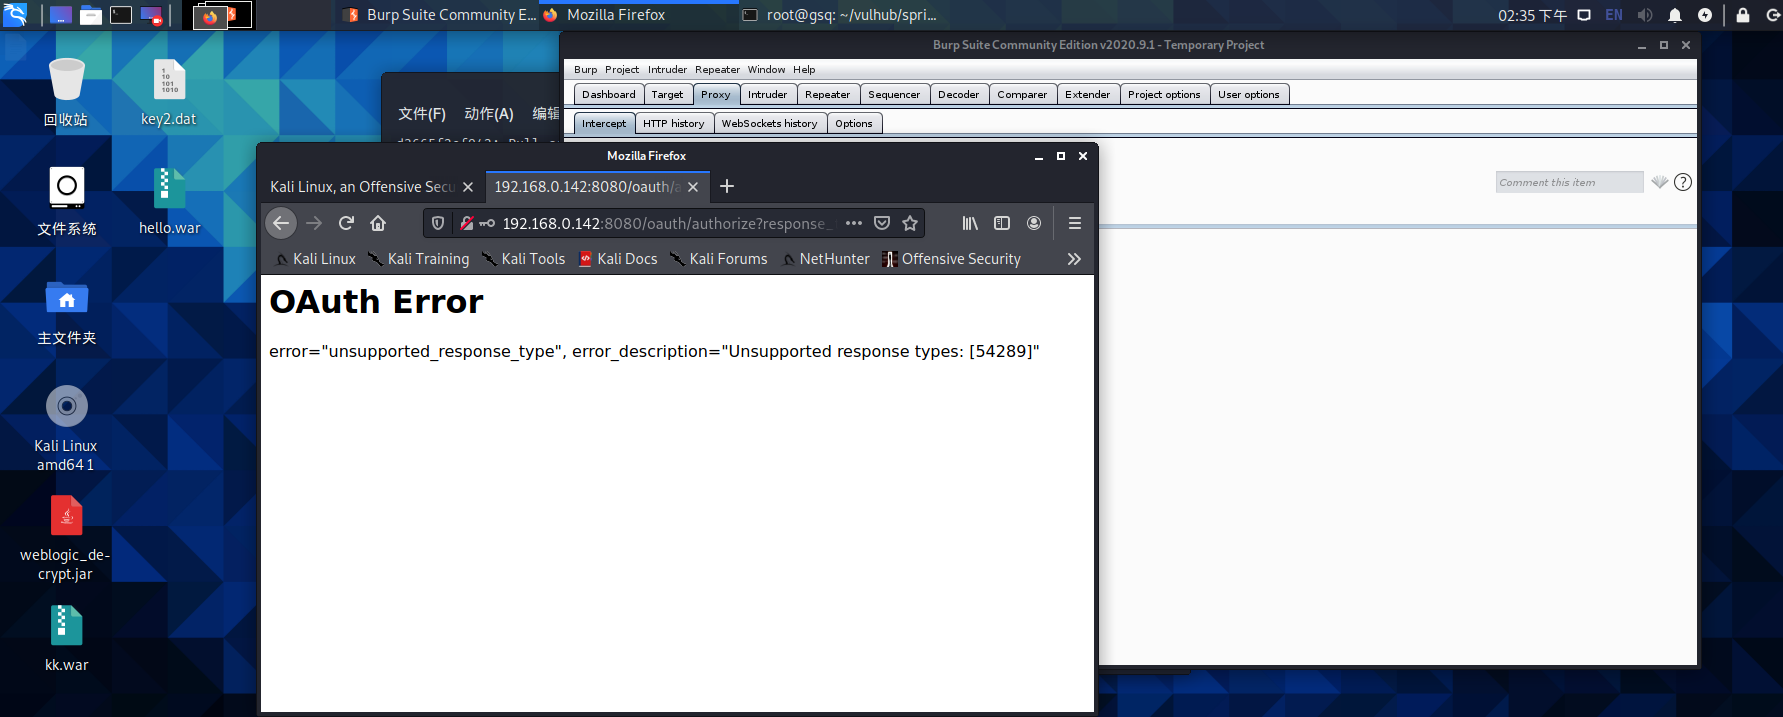 Burp Suite Community E...
Mozilla Firefox
root@gsq: ~/vulhub/spri...
02:35 下午
EN
Burp Suite Community Edition v2020.9.1 - Temporary Project
Burp Project Intruder Repeater Window Help
Dashboard Target Proxy Intruder Repeater Sequencer Decoder Comparer Extender Project options User options
Intercept HTTP history WebSockets history Options
Comment this item
文件(F) 动作(A) 编辑
Mozilla Firefox
Kali Linux, an Offensive Secu
192.168.0.142:8080/oauth/a
192.168.0.142:8080/oauth/authorize?response_
Kali Linux Kali Training Kali Tools Kali Docs Kali Forums NetHunter Offensive Security
OAuth Error
error="unsupported_response_type", error_description="Unsupported response types: [54289]"
回收站
key2.dat
文件系统
hello.war
主文件夹
Kali Linux
amd64 1
weblogic_de-
crypt.jar
kk.war